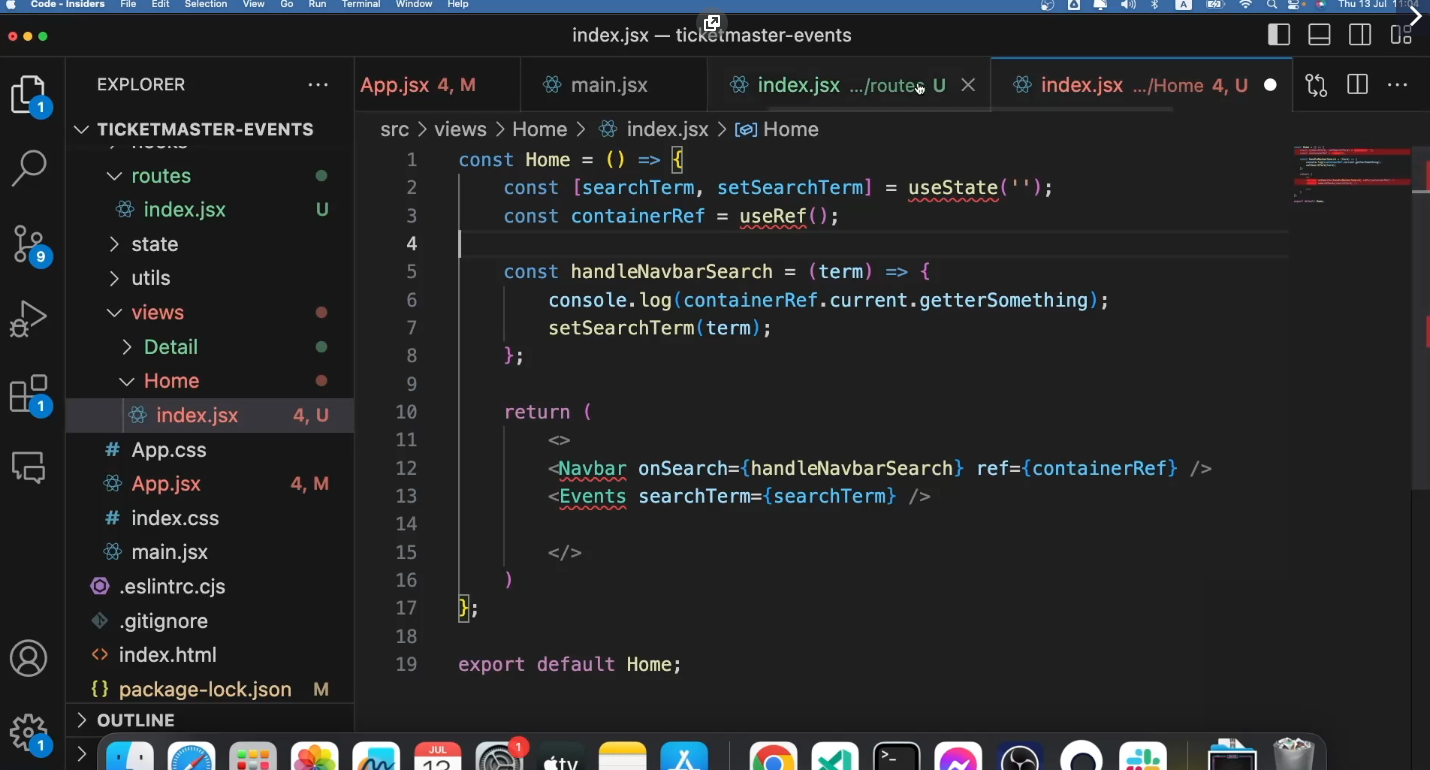 Code - Insiders File Edit Selection View Go Run Terminal Window Help A Thu 13 Jul 11:04
index.jsx — ticketmaster-events
EXPLORER
App.jsx 4, M
main.jsx
index.jsx .../routes U
index.jsx .../Home 4, U
TICKETMASTER-EVENTS
routes
index.jsx U
state
utils
views
Detail
Home
index.jsx 4, U
# App.css
App.jsx 4, M
# index.css
main.jsx
.eslintrc.cjs
.gitignore
<> index.html
{} package-lock.json M
OUTLINE
1
9
1
1
src > views > Home > index.jsx > Home
1 const Home = () => {
2 const [searchTerm, setSearchTerm] = useState('');
3 const containerRef = useRef();
4
5 const handleNavbarSearch = (term) => {
6 console.log(containerRef.current.getterSomething);
7 setSearchTerm(term);
8 };
9
10 return (
11 <>
12 <Navbar onSearch={handleNavbarSearch} ref={containerRef} />
13 <Events searchTerm={searchTerm} />
14
15 </>
16 )
17 };
18
19 export default Home;
JUL
1
tv